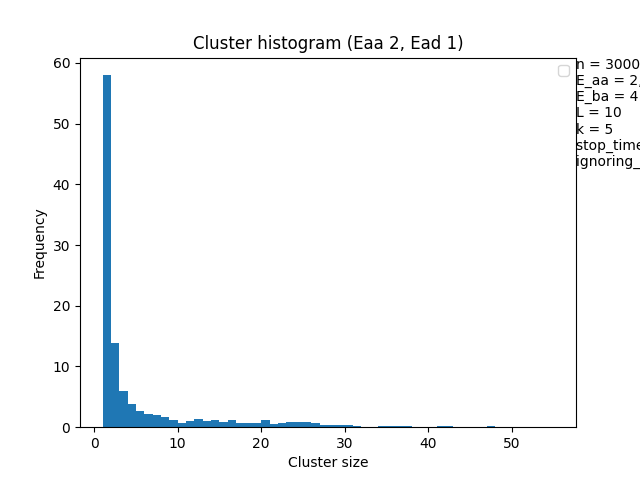 Cluster histogram (Eaa 2, Ead 1)
60
50
40
30
20
10
0
Frequency
0 10 20 30 40 50
Cluster size
n = 3000
E_aa = 2,
E_ba = 4
L = 10
k = 5
stop_time
ignoring_